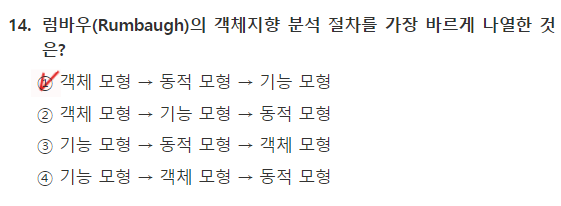 14. 럼바우(Rumbaugh)의 객체지향 분석 절차를 가장 바르게 나열한 것
은?
① 객체 모형 → 동적 모형 → 기능 모형
② 객체 모형 → 기능 모형 → 동적 모형
③ 기능 모형 → 동적 모형 → 객체 모형
④ 기능 모형 → 객체 모형 → 동적 모형